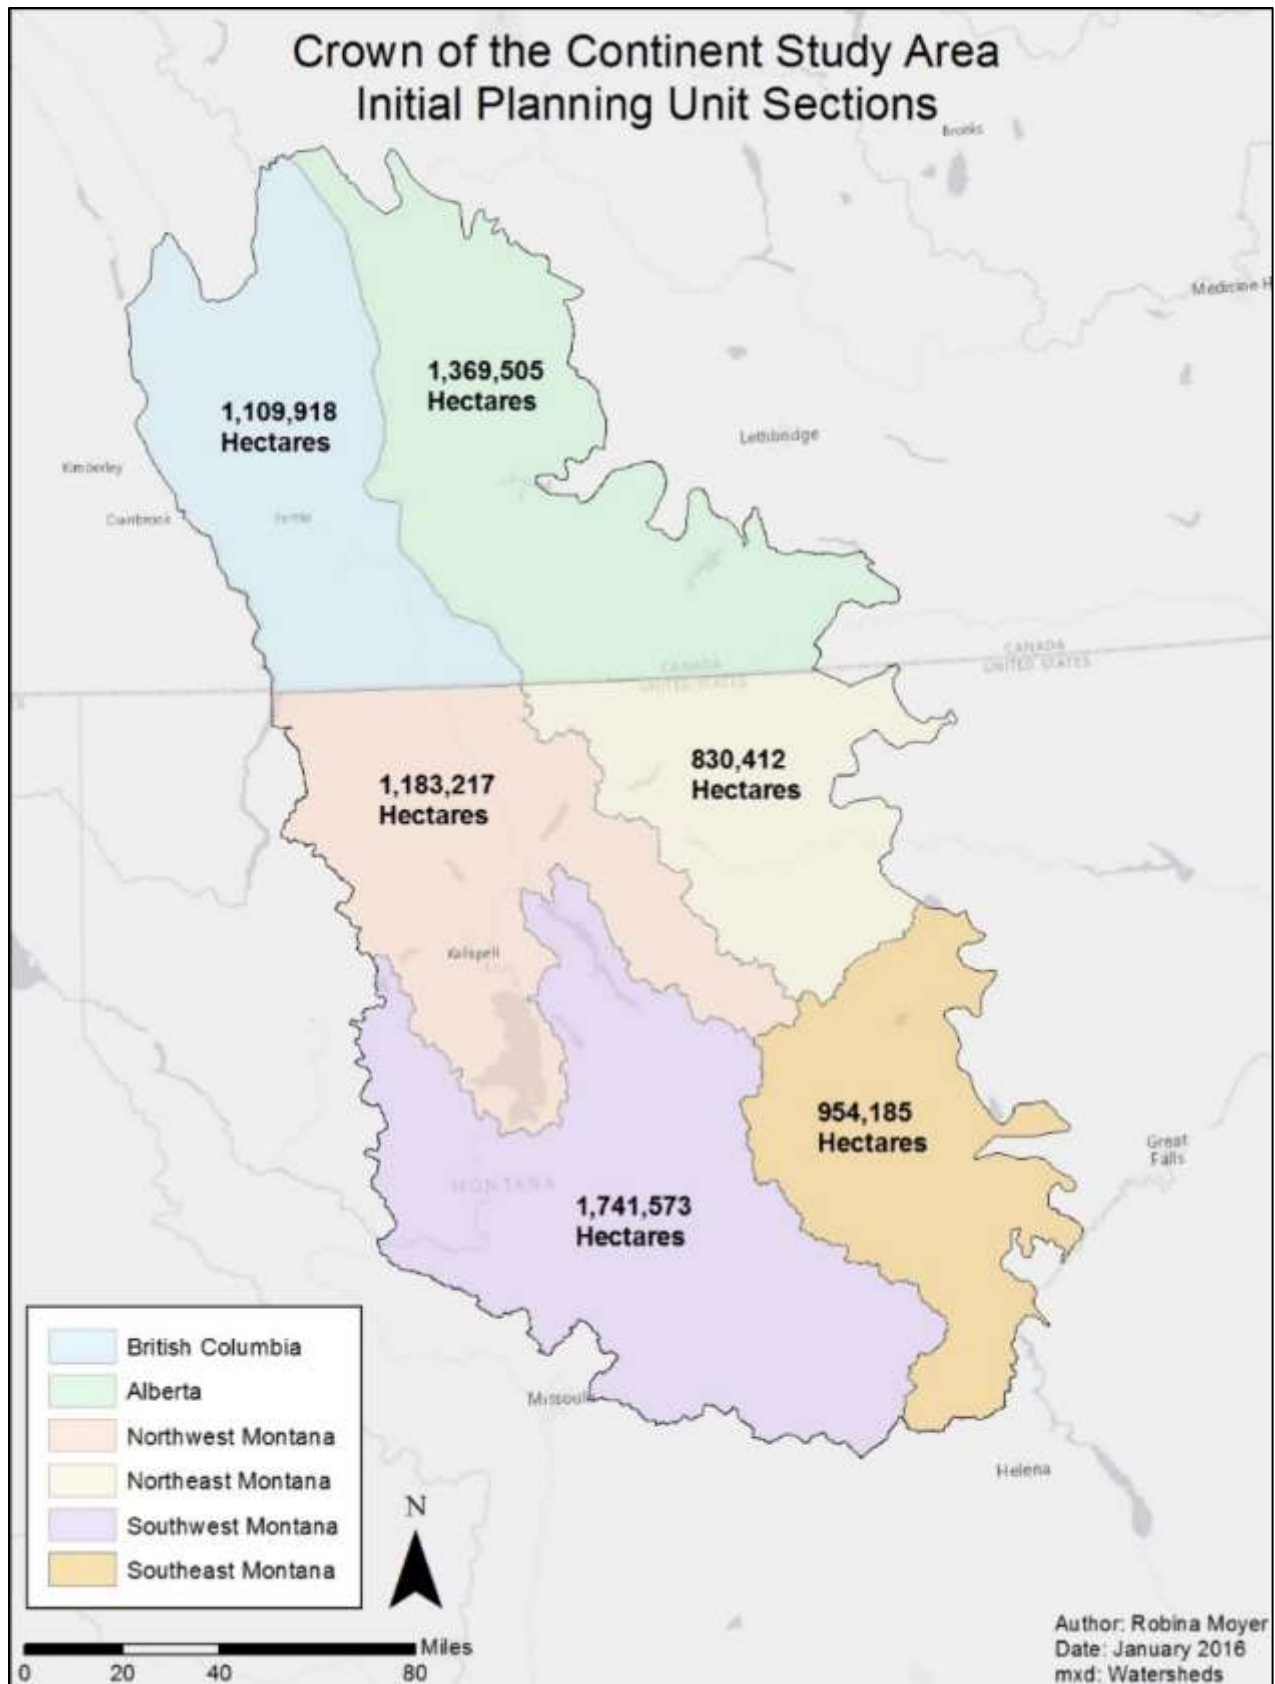 Crown of the Continent Study Area
Initial Planning Unit Sections
Brooks
Medicine H
1,369,505
Hectares
1,109,918
Hectares
Lethbridge
Kimberley
Cranbrook
Fernie
CANADA
UNITED STATES
CANADA
UNITED STATES
830,412
Hectares
1,183,217
Hectares
Kalispell
954,185
Hectares
Great
Falls
MONTANA
1,741,573
Hectares
British Columbia
Alberta
Northwest Montana
Northeast Montana
Southwest Montana
Southeast Montana
Missoula
Helena
N
Miles
0 20 40 80
Author: Robina Moyer
Date: January 2016
mxd: Watersheds